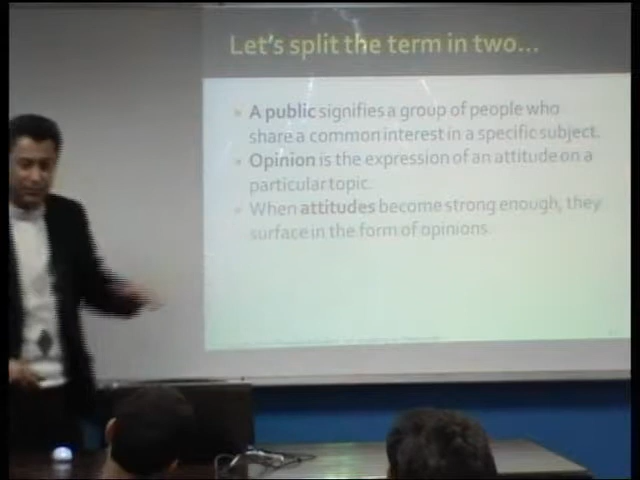 Let's split the term in two...
A public signifies a group of people who
share a common interest in a specific subject.
Opinion is the expression of an attitude on a
particular topic.
When attitudes become strong enough, they
surface in the form of opinions.